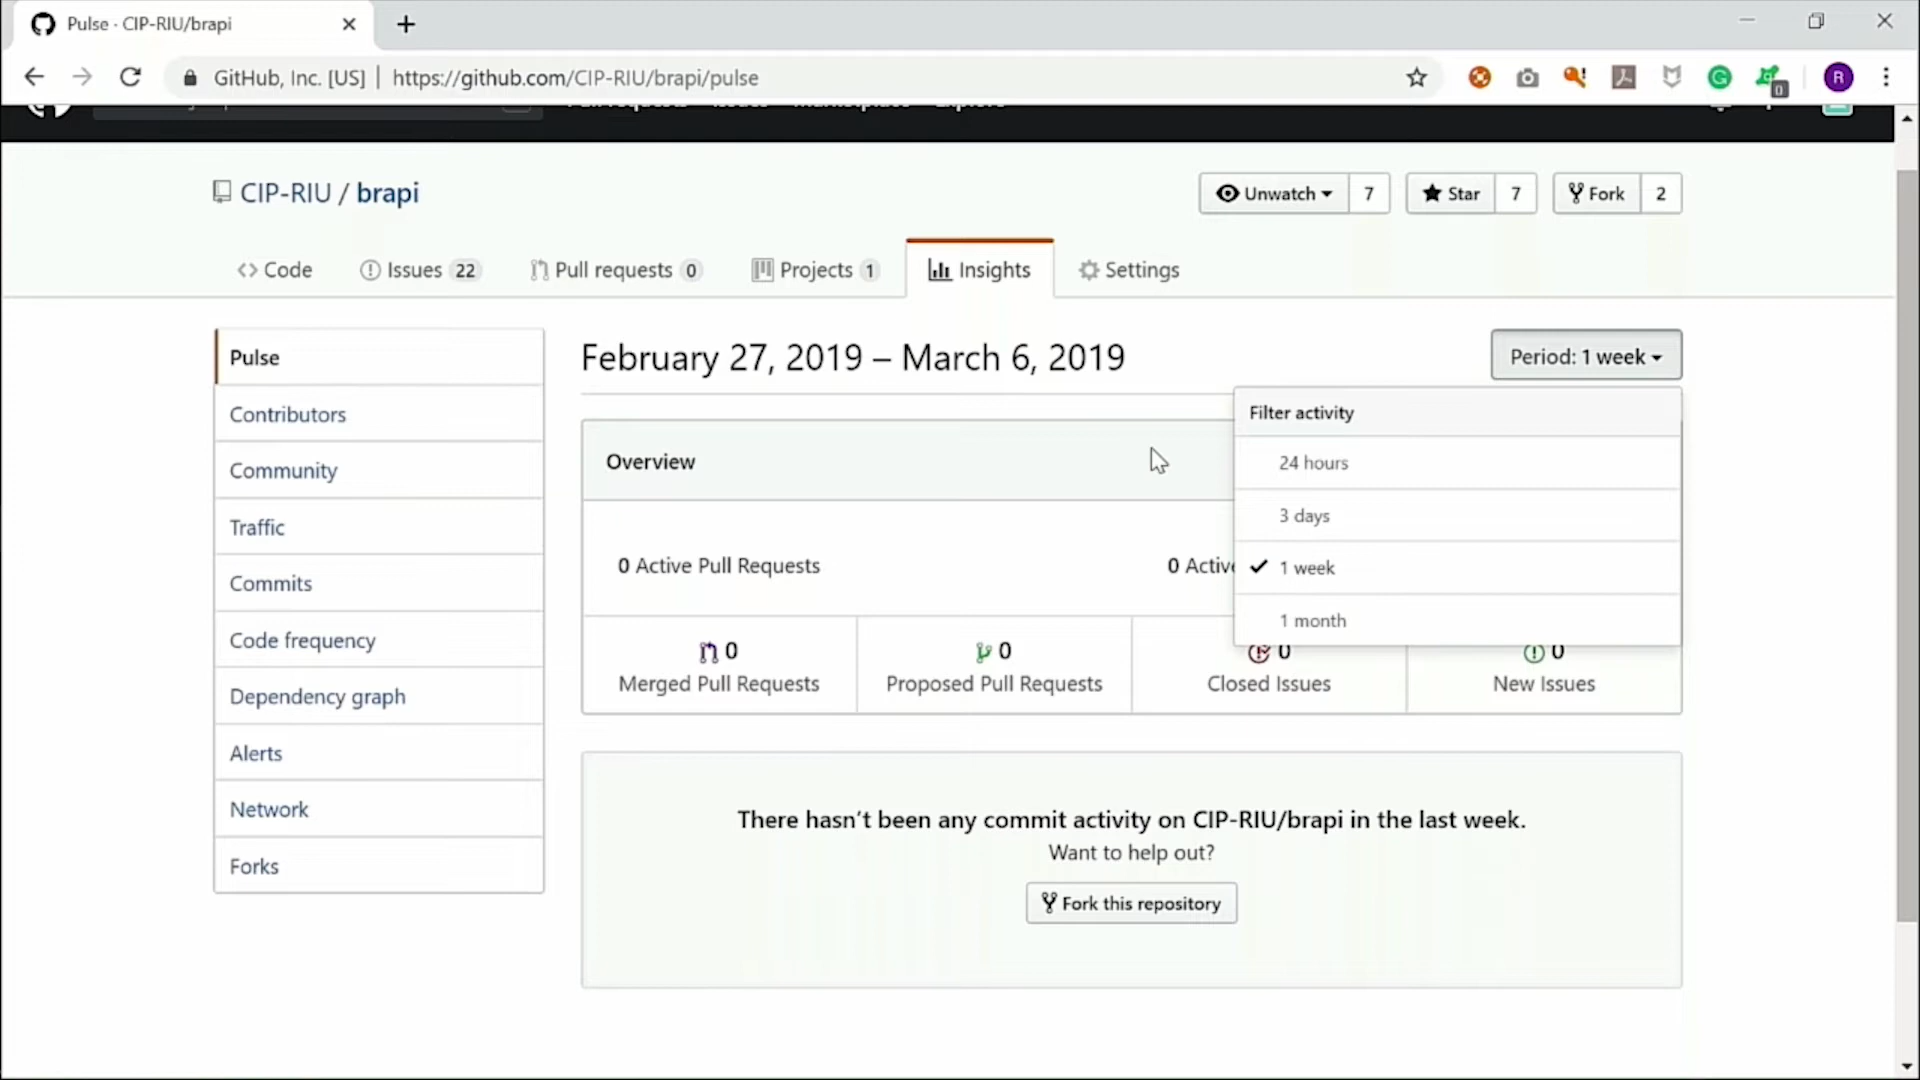 Pulse · CIP-RIU/brapi
GitHub, Inc. [US] | https://github.com/CIP-RIU/brapi/pulse
0
R
CIP-RIU / brapi
Unwatch 7
Star 7
Fork 2
Code
Issues 22
Pull requests 0
Projects 1
Insights
Settings
Pulse
Contributors
Community
Traffic
Commits
Code frequency
Dependency graph
Alerts
Network
Forks
February 27, 2019 – March 6, 2019
Period: 1 week
Filter activity
24 hours
3 days
1 week
1 month
Overview
0 Active Pull Requests
0 Active
0
Merged Pull Requests
0
Proposed Pull Requests
0
Closed Issues
0
New Issues
There hasn’t been any commit activity on CIP-RIU/brapi in the last week.
Want to help out?
Fork this repository